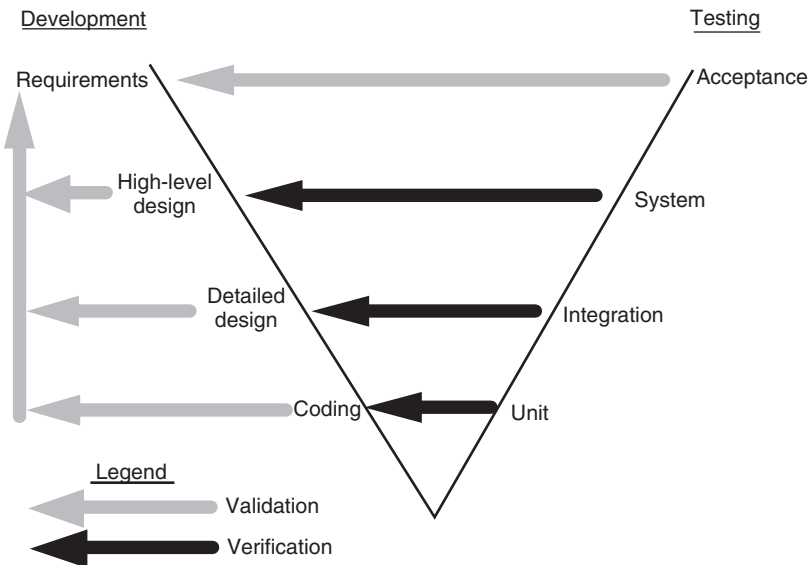 Development
Testing
Requirements
Acceptance
High-level
design
System
Detailed
design
Integration
Coding
Unit
Legend
Validation
Verification